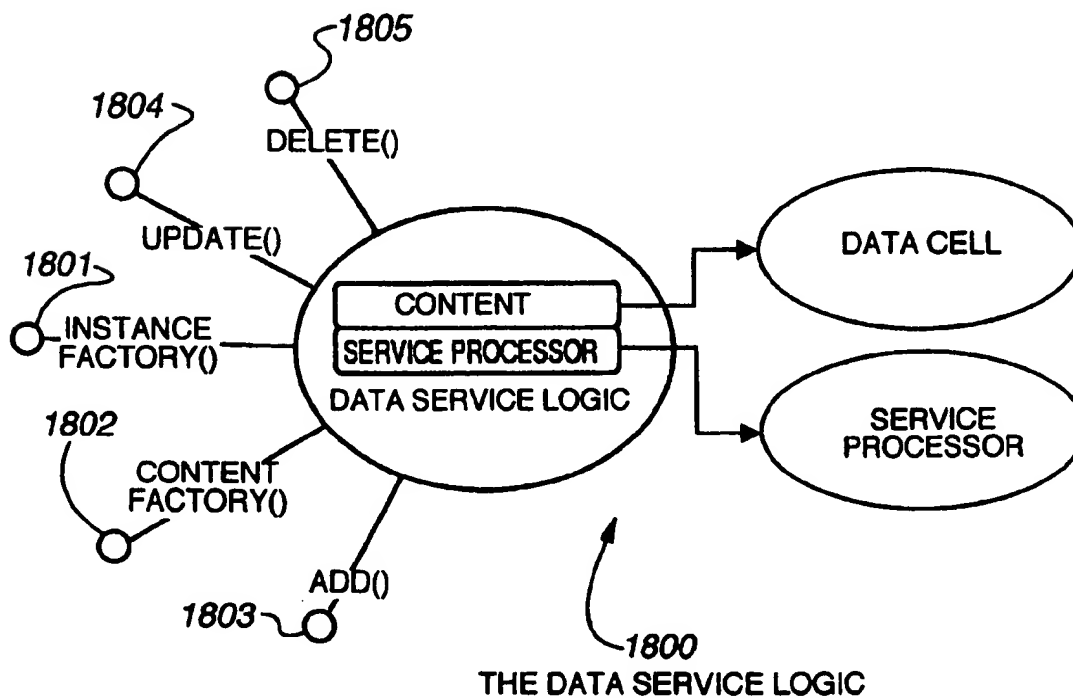 1805
1804
DELETE()
UPDATE()
1801
INSTANCE
FACTORY()
1802
CONTENT
FACTORY()
ADD()
1803
CONTENT
SERVICE PROCESSOR
DATA SERVICE LOGIC
DATA CELL
SERVICE
PROCESSOR
1800
THE DATA SERVICE LOGIC